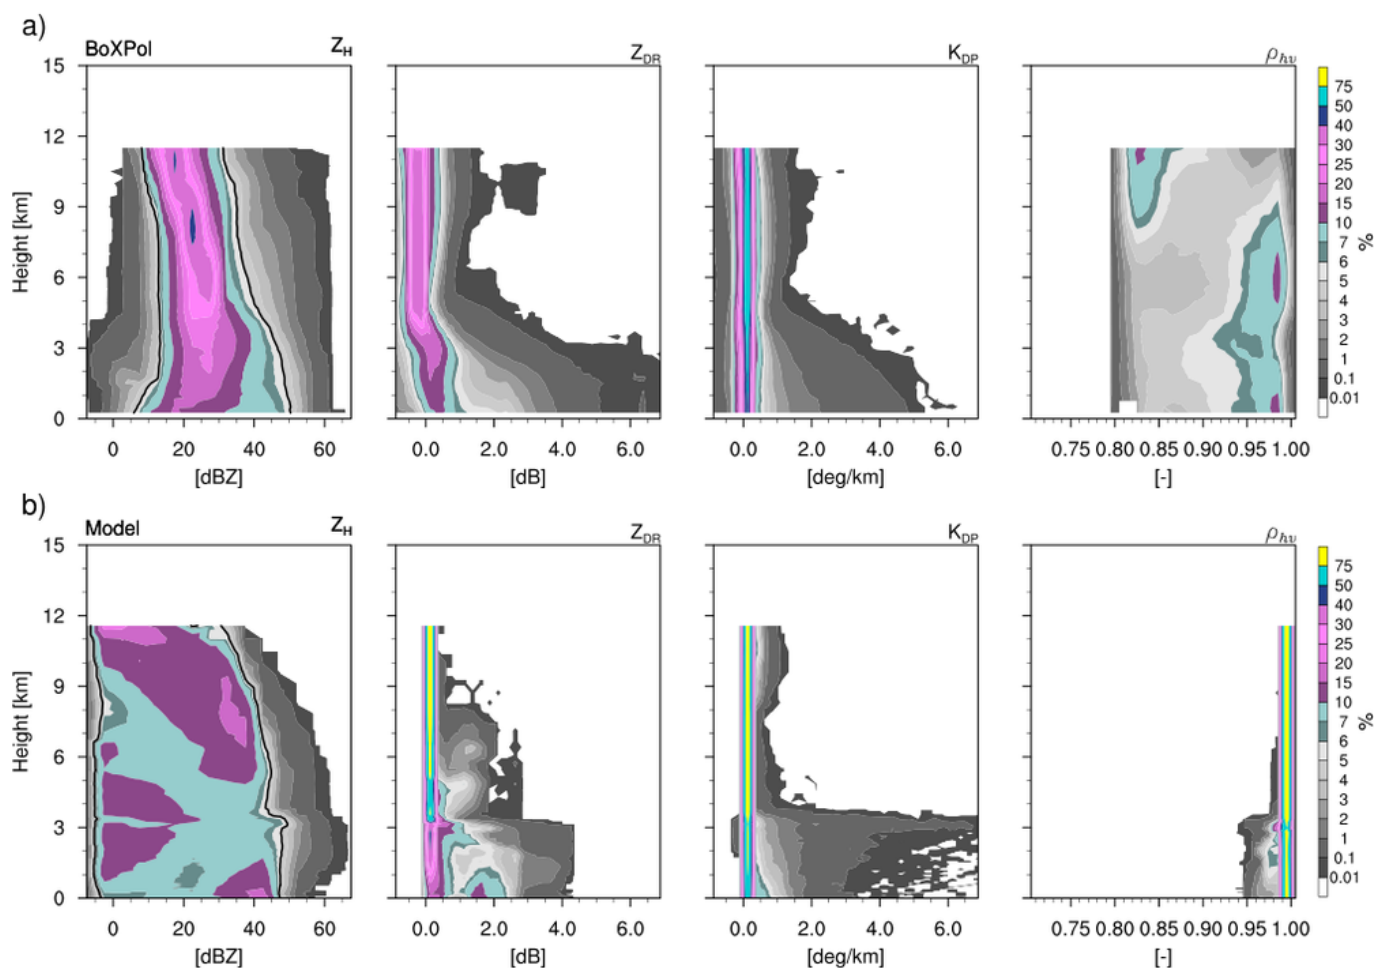 a)
BoXPol Z_H Z_DR K_DP ρ_hv
15 12 9 6 3 0
Height [km]
75 50 40 30 25 20 15 10 7 6 5 4 3 2 1 0.1 0.01
%
0 20 40 60 0.0 2.0 4.0 6.0 0.0 2.0 4.0 6.0 0.75 0.80 0.85 0.90 0.95 1.00
[dBZ] [dB] [deg/km] [-]
b)
Model Z_H Z_DR K_DP ρ_hv
15 12 9 6 3 0
Height [km]
75 50 40 30 25 20 15 10 7 6 5 4 3 2 1 0.1 0.01
%
0 20 40 60 0.0 2.0 4.0 6.0 0.0 2.0 4.0 6.0 0.75 0.80 0.85 0.90 0.95 1.00
[dBZ] [dB] [deg/km] [-]